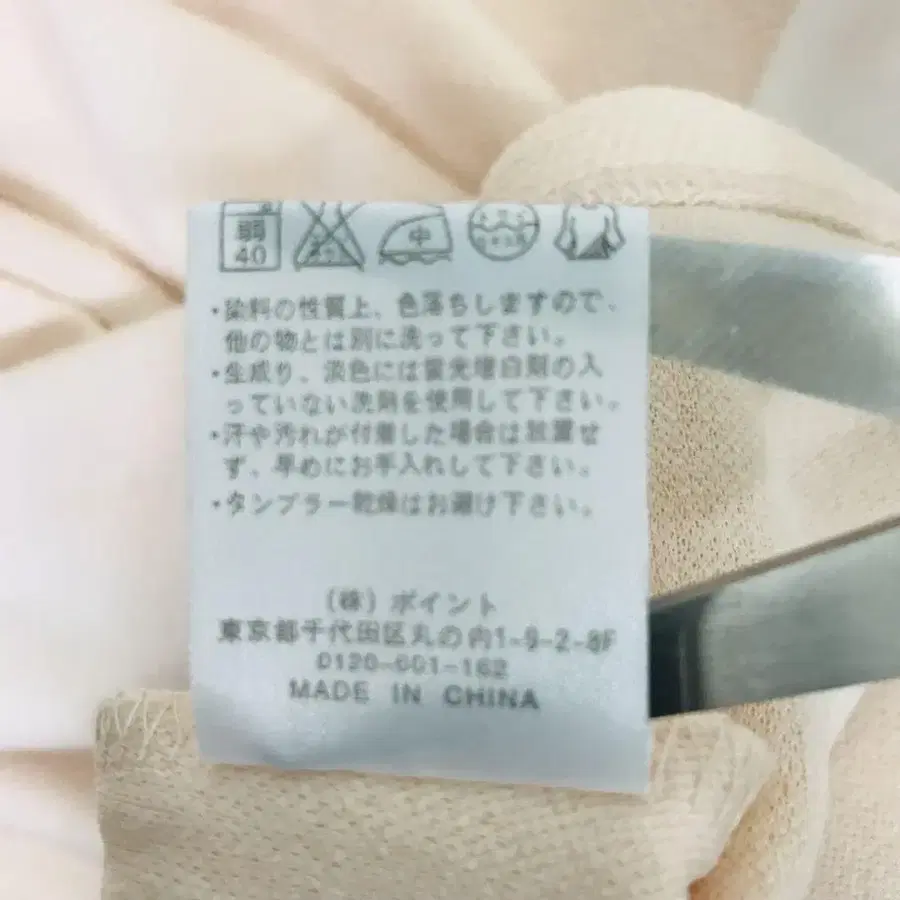 弱
40
中
・染料の性質上、色落ちしますので、
他の物とは別に洗って下さい。
・生成り、淡色には蛍光増白剤の入
っていない洗剤を使用して下さい。
・汗や汚れが付着した場合は放置せ
ず、早めにお手入れして下さい。
・タンブラー乾燥はお避け下さい。
(株) ポイント
東京都千代田区丸の内1-9-2-8F
0120-601-162
MADE IN CHINA